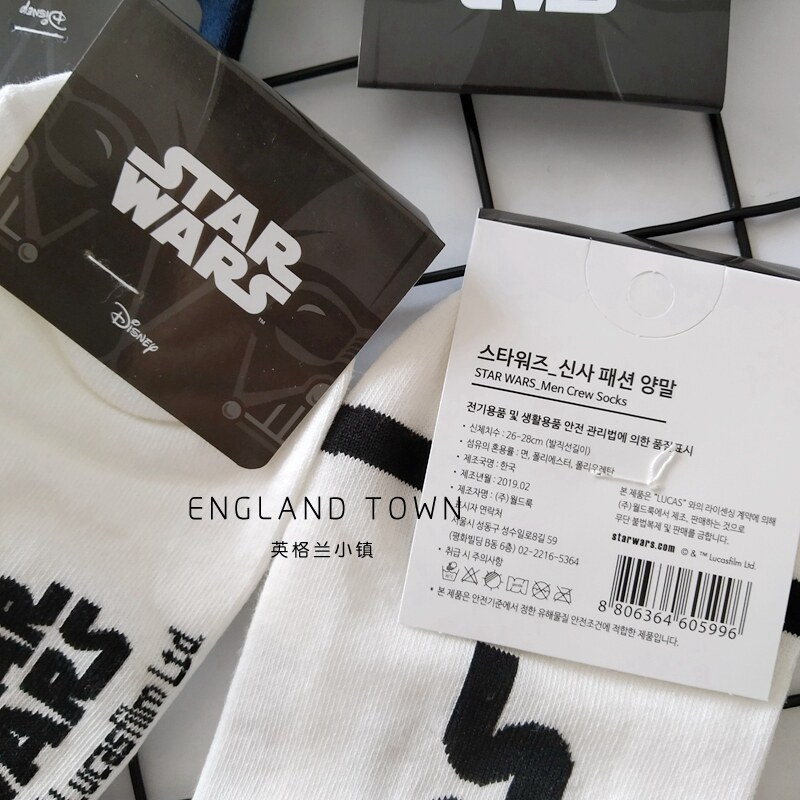 Disney
STAR
WARS
™
Disney
스타워즈_신사 패션 양말
STAR WARS_Men Crew Socks
전기용품 및 생활용품 안전 관리법에 의한 품질표시
• 신체치수 : 26-28cm (발직선길이)
• 섬유의 혼용률 : 면, 폴리에스터, 폴리우레탄
• 제조국명 : 한국
• 제조년월 : 2019.02
• 제조자명 : (주)월드룩
시자 연락처
서울시 성동구 성수일로8길 59
(평화빌딩 B동 6층) 02-2216-5364
• 취급 시 주의사항
• 본 제품은 안전기준에서 정한 유해물질 안전조건에 적합한 제품입니다.
본 제품은 "LUCAS" 와의 라이센싱 계약에 의해
(주)월드룩에서 제조, 판매하는 것으로
무단 불법복제 및 판매를 금합니다.
starwars.com © & ™ Lucasfilm Ltd.
8 806364 605996
ENGLAND TOWN
英格兰小镇
Lucasfilm Ltd.